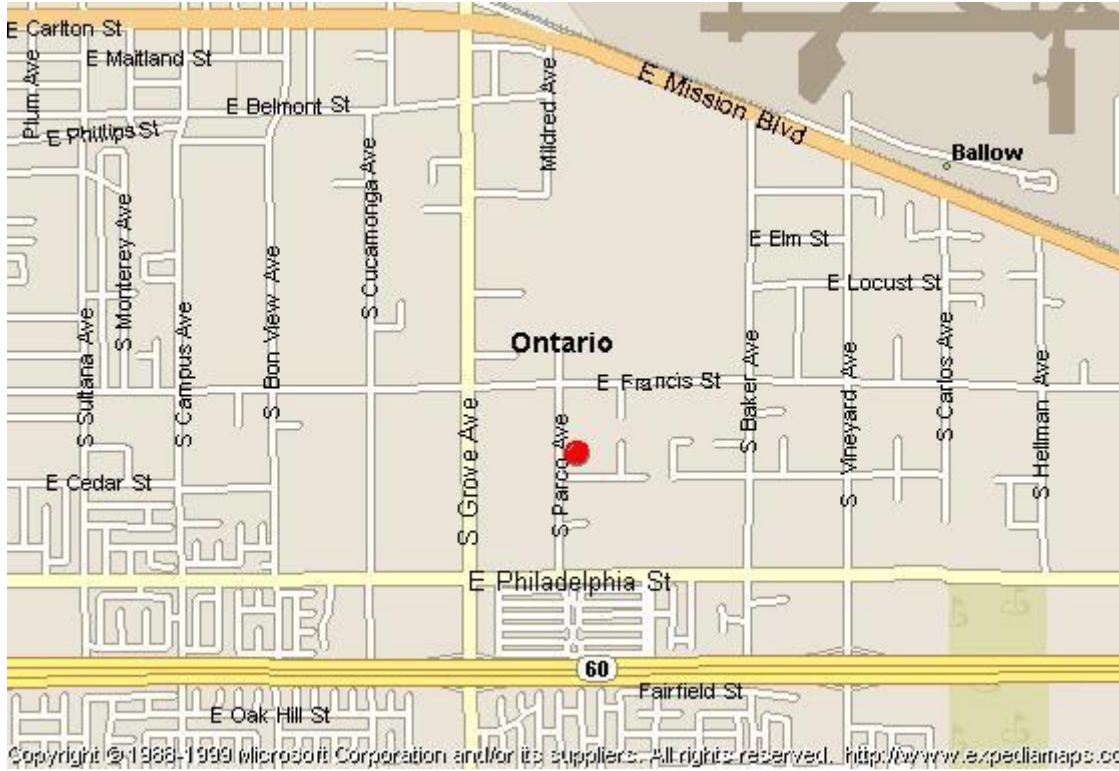 E Carlton St
E Maitland St
Plum Ave
E Belmont St
E Phillips St
Mildred Ave
E Mission Blvd
Ballow
S Monterey Ave
S Cucamonga Ave
E Elm St
E Locust St
S Sultana Ave
S Campus Ave
S Bon View Ave
Ontario
E Francis St
S Grove Ave
S Parco Ave
S Baker Ave
S Vineyard Ave
S Carlos Ave
S Hellman Ave
E Cedar St
E Philadelphia St
60
Fairfield St
E Oak Hill St
Copyright © 1988-1999 Microsoft Corporation and/or its suppliers. All rights reserved. http://www.expediamaps.c